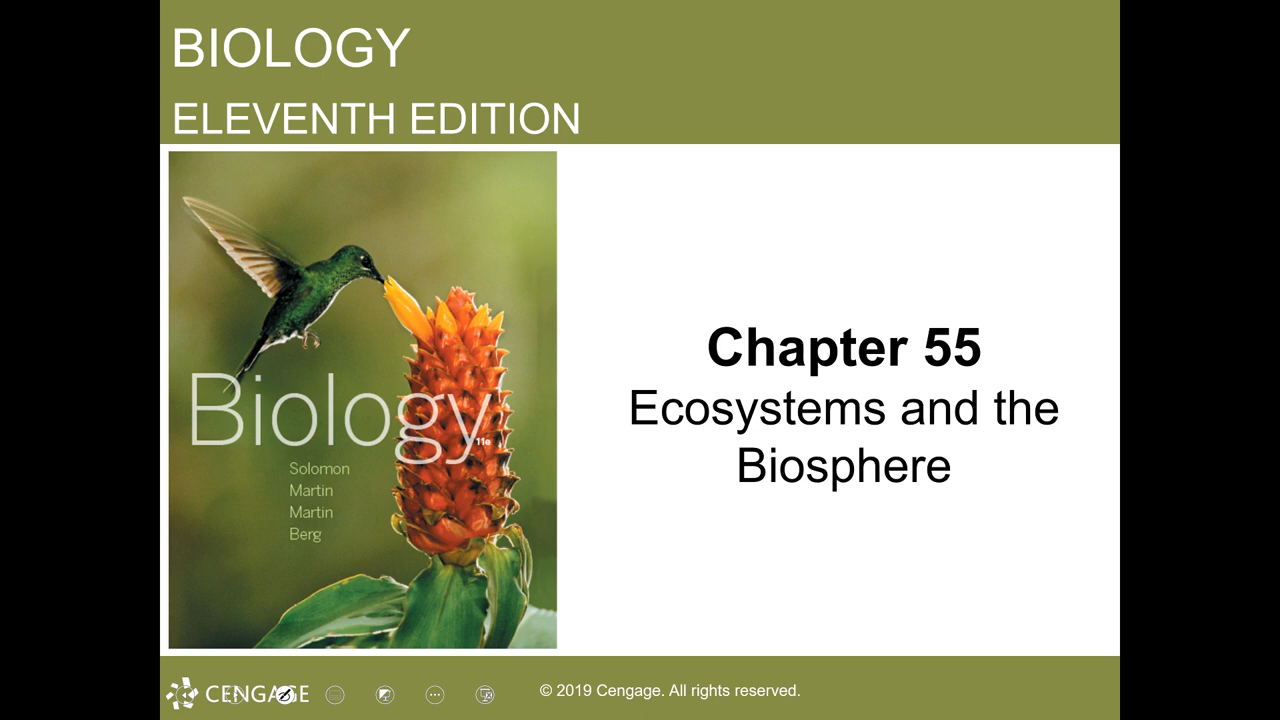 BIOLOGY
ELEVENTH EDITION
Biology
11e
Solomon
Martin
Martin
Berg
Chapter 55
Ecosystems and the
Biosphere
CENGAGE
© 2019 Cengage. All rights reserved.